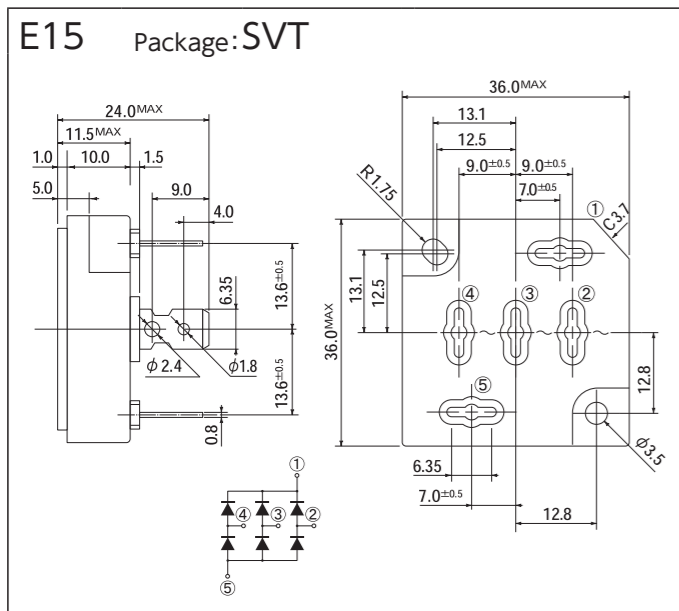 E15 Package:SVT
24.0MAX
11.5MAX
1.0 10.0 1.5
5.0
9.0
4.0
6.35
13.6±0.5
13.6±0.5
φ2.4 φ1.8
0.8
36.0MAX
13.1
12.5
9.0±0.5 9.0±0.5
7.0±0.5
R1.75
①
C3.7
13.1
12.5
36.0MAX
④ ③ ②
⑤
12.8
φ3.5
6.35
7.0±0.5
12.8
①
④ ③ ②
⑤